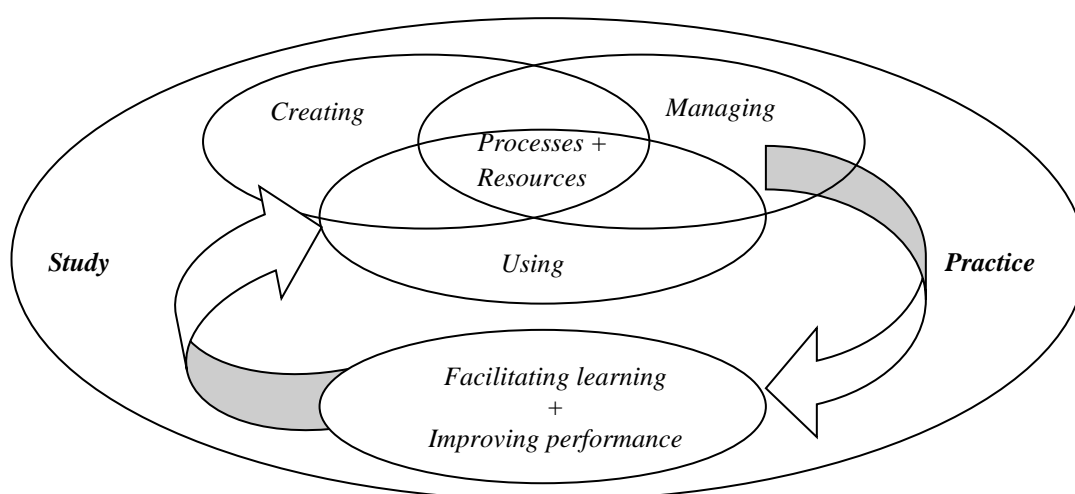 Creating
Managing
Processes +
Resources
Study
Using
Practice
Facilitating learning
+
Improving performance